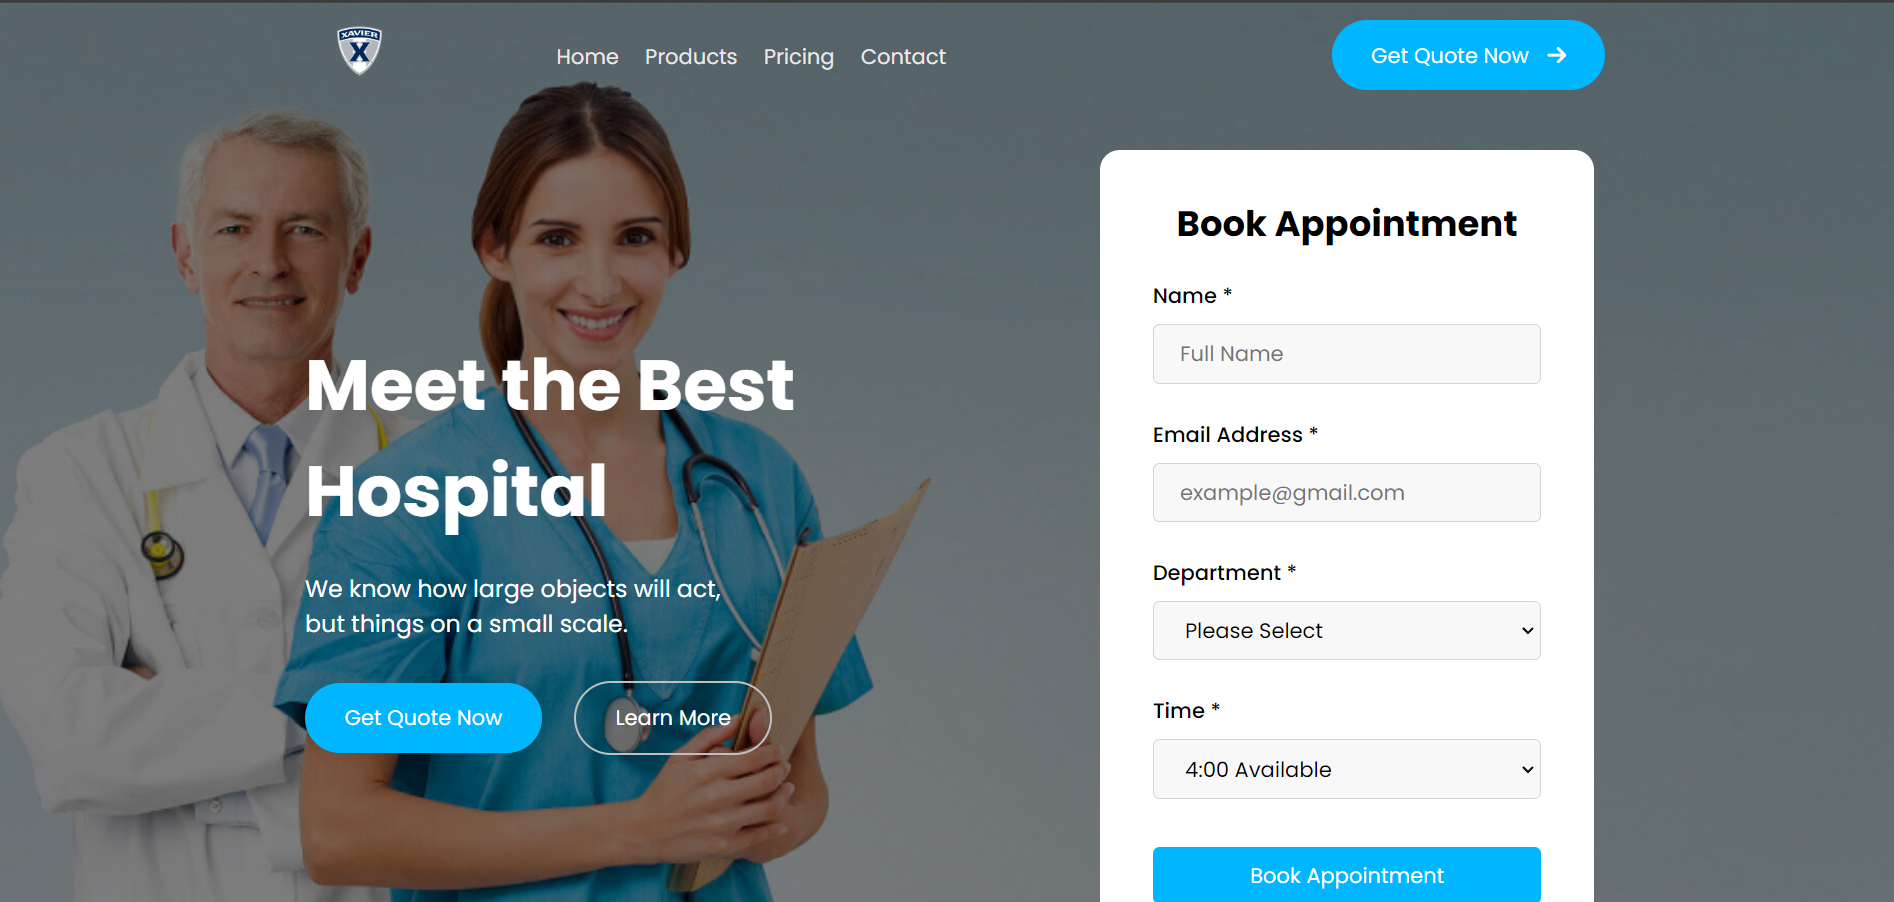 XAVIER
X
Home Products Pricing Contact
Get Quote Now
Meet the Best
Hospital
We know how large objects will act,
but things on a small scale.
Get Quote Now
Learn More
Book Appointment
Name *
Full Name
Email Address *
example@gmail.com
Department *
Please Select
Time *
4:00 Available
Book Appointment